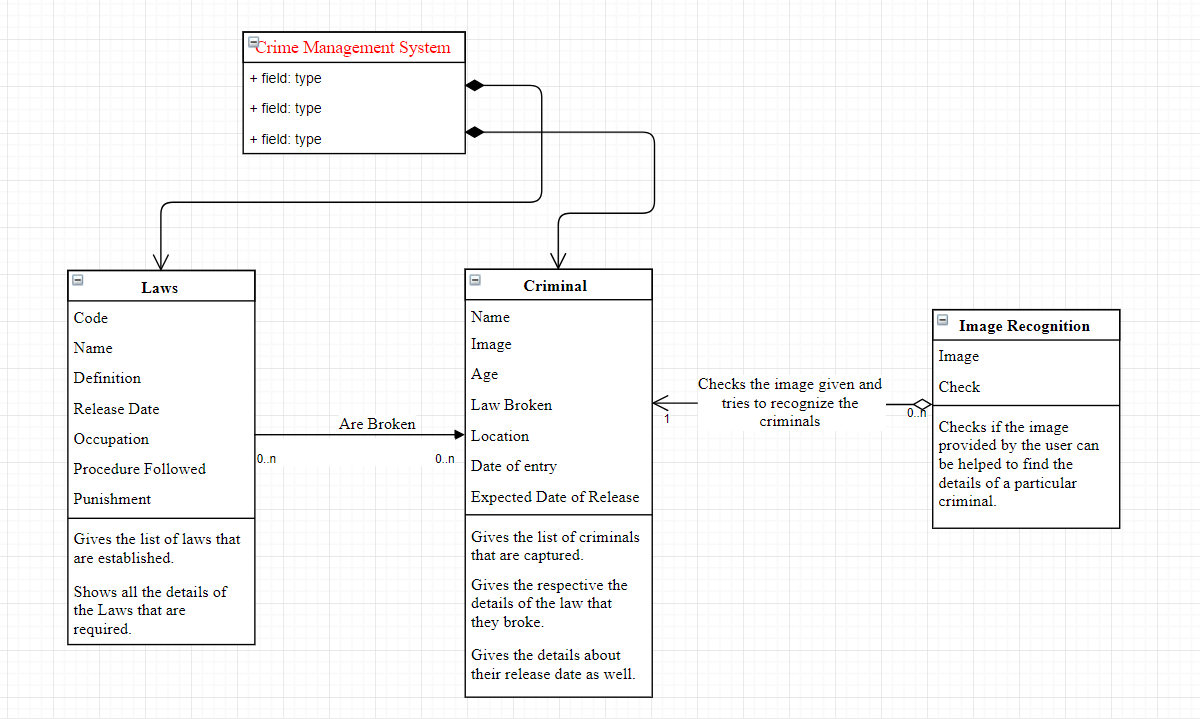 Crime Management System
+ field: type
+ field: type
+ field: type
Laws
Code
Name
Definition
Release Date
Occupation
Procedure Followed
Punishment
Gives the list of laws that
are established.
Shows all the details of
the Laws that are
required.
Are Broken
0..n
0..n
Criminal
Name
Image
Age
Law Broken
Location
Date of entry
Expected Date of Release
Gives the list of criminals
that are captured.
Gives the respective the
details of the law that
they broke.
Gives the details about
their release date as well.
Checks the image given and
tries to recognize the
criminals
1
0..n
Image Recognition
Image
Check
Checks if the image
provided by the user can
be helped to find the
details of a particular
criminal.